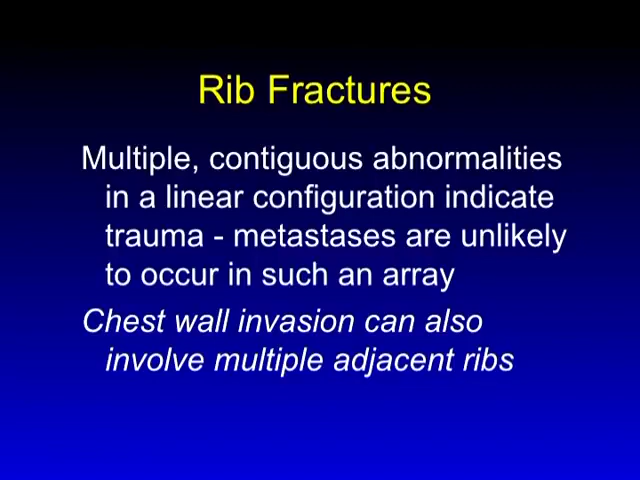 Rib Fractures
Multiple, contiguous abnormalities
in a linear configuration indicate
trauma - metastases are unlikely
to occur in such an array
Chest wall invasion can also
involve multiple adjacent ribs